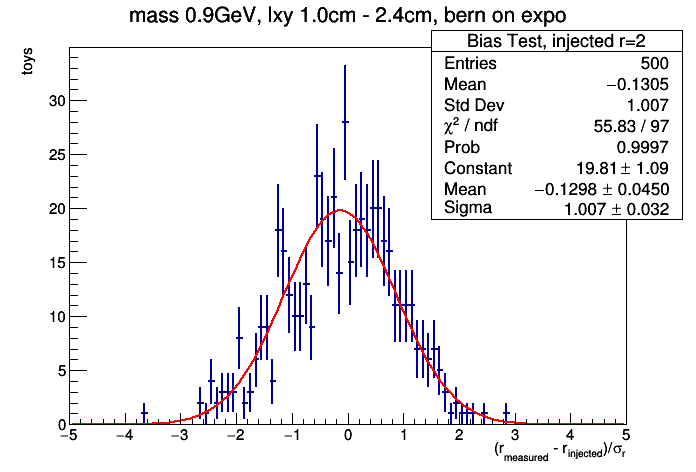 mass 0.9GeV, lxy 1.0cm - 2.4cm, bern on expo
toys
Bias Test, injected r=2
Entries 500
Mean −0.1305
Std Dev 1.007
χ² / ndf 55.83 / 97
Prob 0.9997
Constant 19.81 ± 1.09
Mean −0.1298 ± 0.0450
Sigma 1.007 ± 0.032
30
25
20
15
10
5
0
−5 −4 −3 −2 −1 0 1 2 3 4 5
(r_measured - r_injected)/σ_r